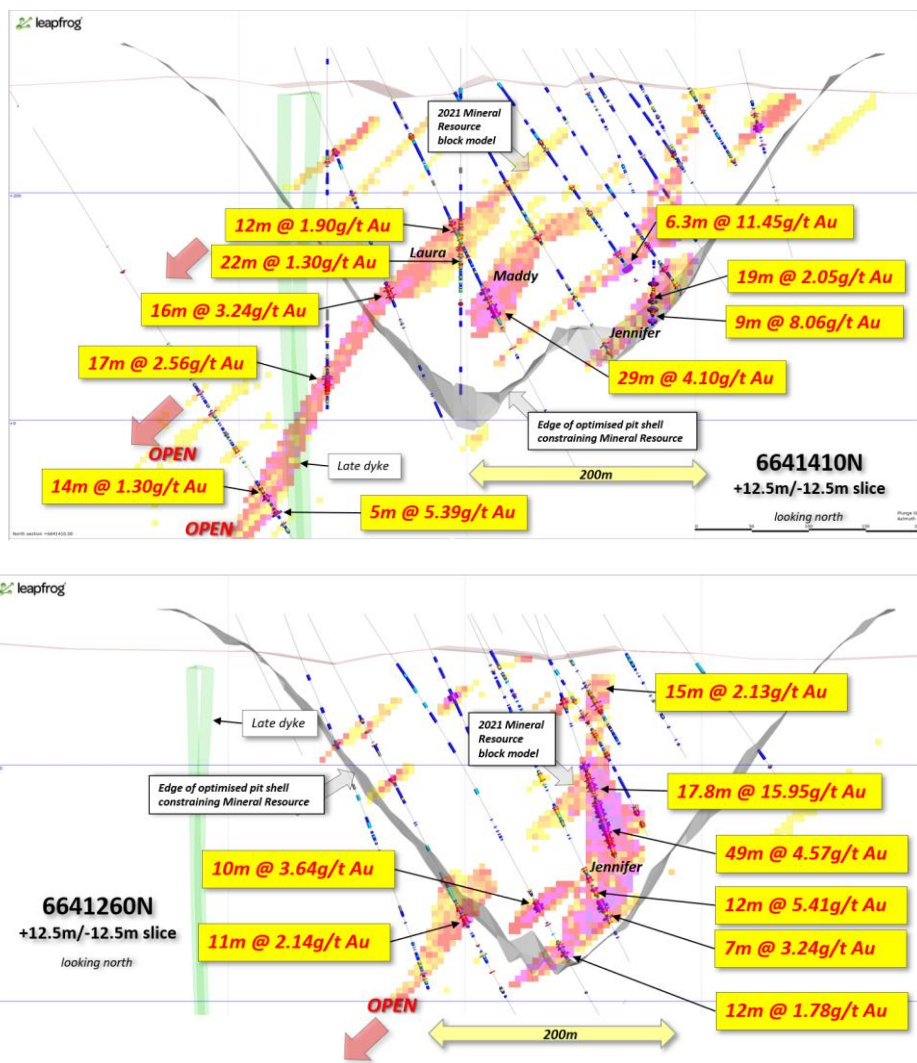 leapfrog
2021 Mineral
Resource
block model
12m @ 1.90g/t Au
6.3m @ 11.45g/t Au
Laura
22m @ 1.30g/t Au
Maddy
19m @ 2.05g/t Au
16m @ 3.24g/t Au
9m @ 8.06g/t Au
Jennifer
17m @ 2.56g/t Au
29m @ 4.10g/t Au
Edge of optimised pit shell
constraining Mineral Resource
OPEN
Late dyke
200m
6641410N
+12.5m/-12.5m slice
looking north
14m @ 1.30g/t Au
5m @ 5.39g/t Au
OPEN
leapfrog
15m @ 2.13g/t Au
Late dyke
2021 Mineral
Resource
block model
Edge of optimised pit shell
constraining Mineral Resource
17.8m @ 15.95g/t Au
49m @ 4.57g/t Au
10m @ 3.64g/t Au
Jennifer
6641260N
+12.5m/-12.5m slice
looking north
12m @ 5.41g/t Au
11m @ 2.14g/t Au
7m @ 3.24g/t Au
12m @ 1.78g/t Au
OPEN
200m